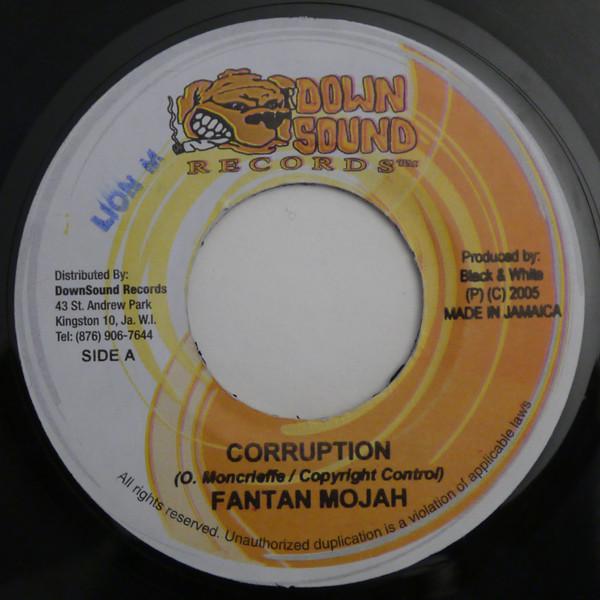 DOWN
SOUND
RECORDS™
LION M
Distributed By:
DownSound Records
43 St. Andrew Park
Kingston 10, Ja. W.I.
Tel: (876) 906-7644
SIDE A
Produced by:
Black & White
(P) (C) 2005
MADE IN JAMAICA
CORRUPTION
(O. Moncrieffe / Copyright Control)
FANTAN MOJAH
All rights reserved. Unauthorized duplication is a violation of applicable laws